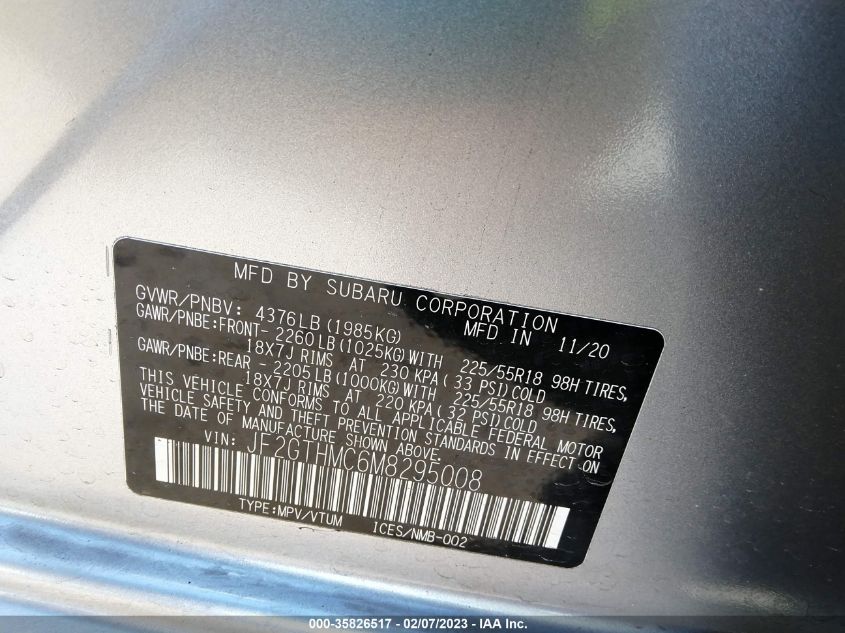 MFD BY SUBARU CORPORATION
GVWR/PNBV: 4376LB(1985KG) MFD IN 11/20
GAWR/PNBE:FRONT- 2260LB(1025KG)WITH 225/55R18 98H TIRES,
18X7J RIMS AT 230 KPA( 33 PSI)COLD
GAWR/PNBE:REAR - 2205LB(1000KG)WITH 225/55R18 98H TIRES,
18X7J RIMS AT 220 KPA( 32 PSI)COLD
THIS VEHICLE CONFORMS TO ALL APPLICABLE FEDERAL MOTOR
VEHICLE SAFETY AND THEFT PREVENTION STANDARDS IN EFFECT ON
THE DATE OF MANUFACTURE SHOWN ABOVE.
VIN: JF2GTHMC6M8295008
TYPE:MPV/VTUM ICES/NMB-002
000-35826517 - 02/07/2023 - IAA Inc.